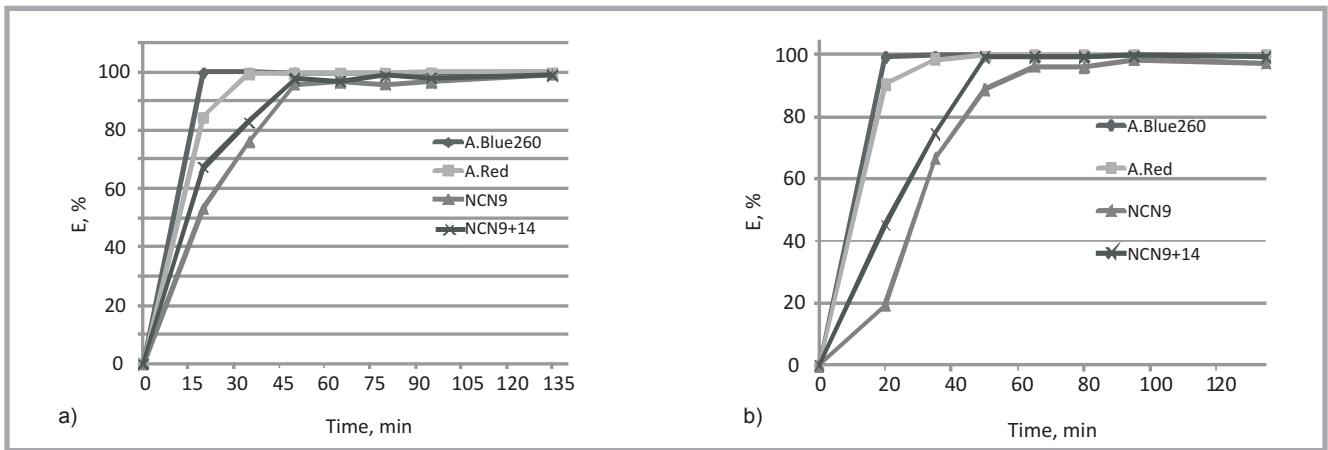 E, %
100
80
60
40
20
0
A.Blue260
A.Red
NCN9
NCN9+14
0 15 30 45 60 75 90 105 120 135
Time, min
a)
E, %
100
80
60
40
20
0
A.Blue260
A.Red
NCN9
NCN9+14
0 20 40 60 80 100 120
Time, min
b)